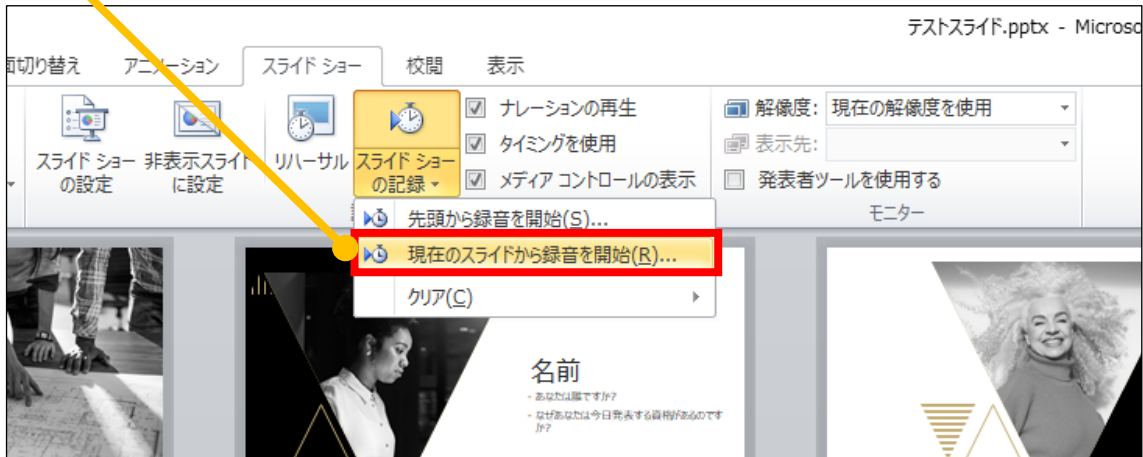 テストスライド.pptx - Microsoc
面切り替え アニメーション スライド ショー 校閲 表示
スライド ショー
の設定
非表示スライド
に設定
リハーサル
スライド ショー
の記録
ナレーションの再生
タイミングを使用
メディア コントロールの表示
解像度: 現在の解像度を使用
表示先:
発表者ツールを使用する
モニター
先頭から録音を開始(S)...
現在のスライドから録音を開始(R)...
クリア(C)
名前
あなたは誰ですか?
なぜあなたは今日発表する資格があるのです
か?